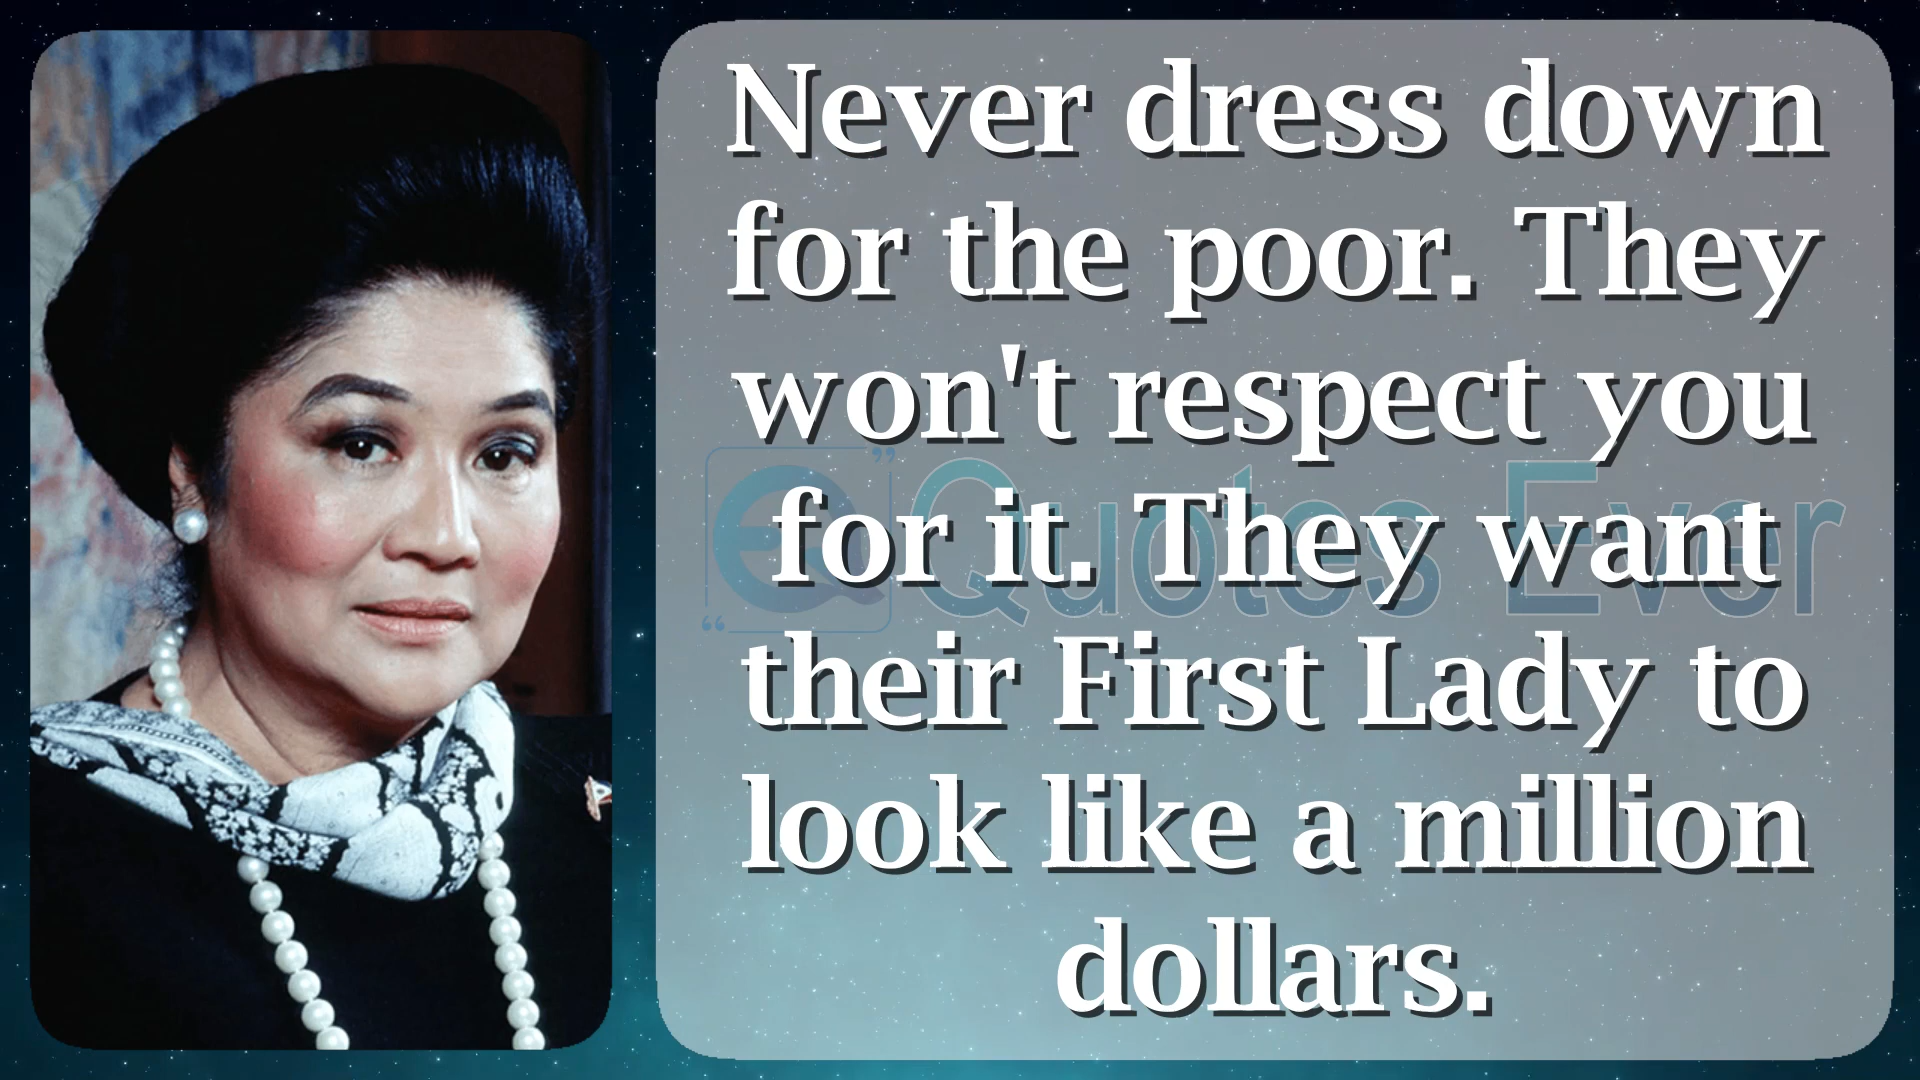 Never dress down
for the poor. They
won't respect you
for it. They want
their First Lady to
look like a million
dollars.
EQ Quotes Ever